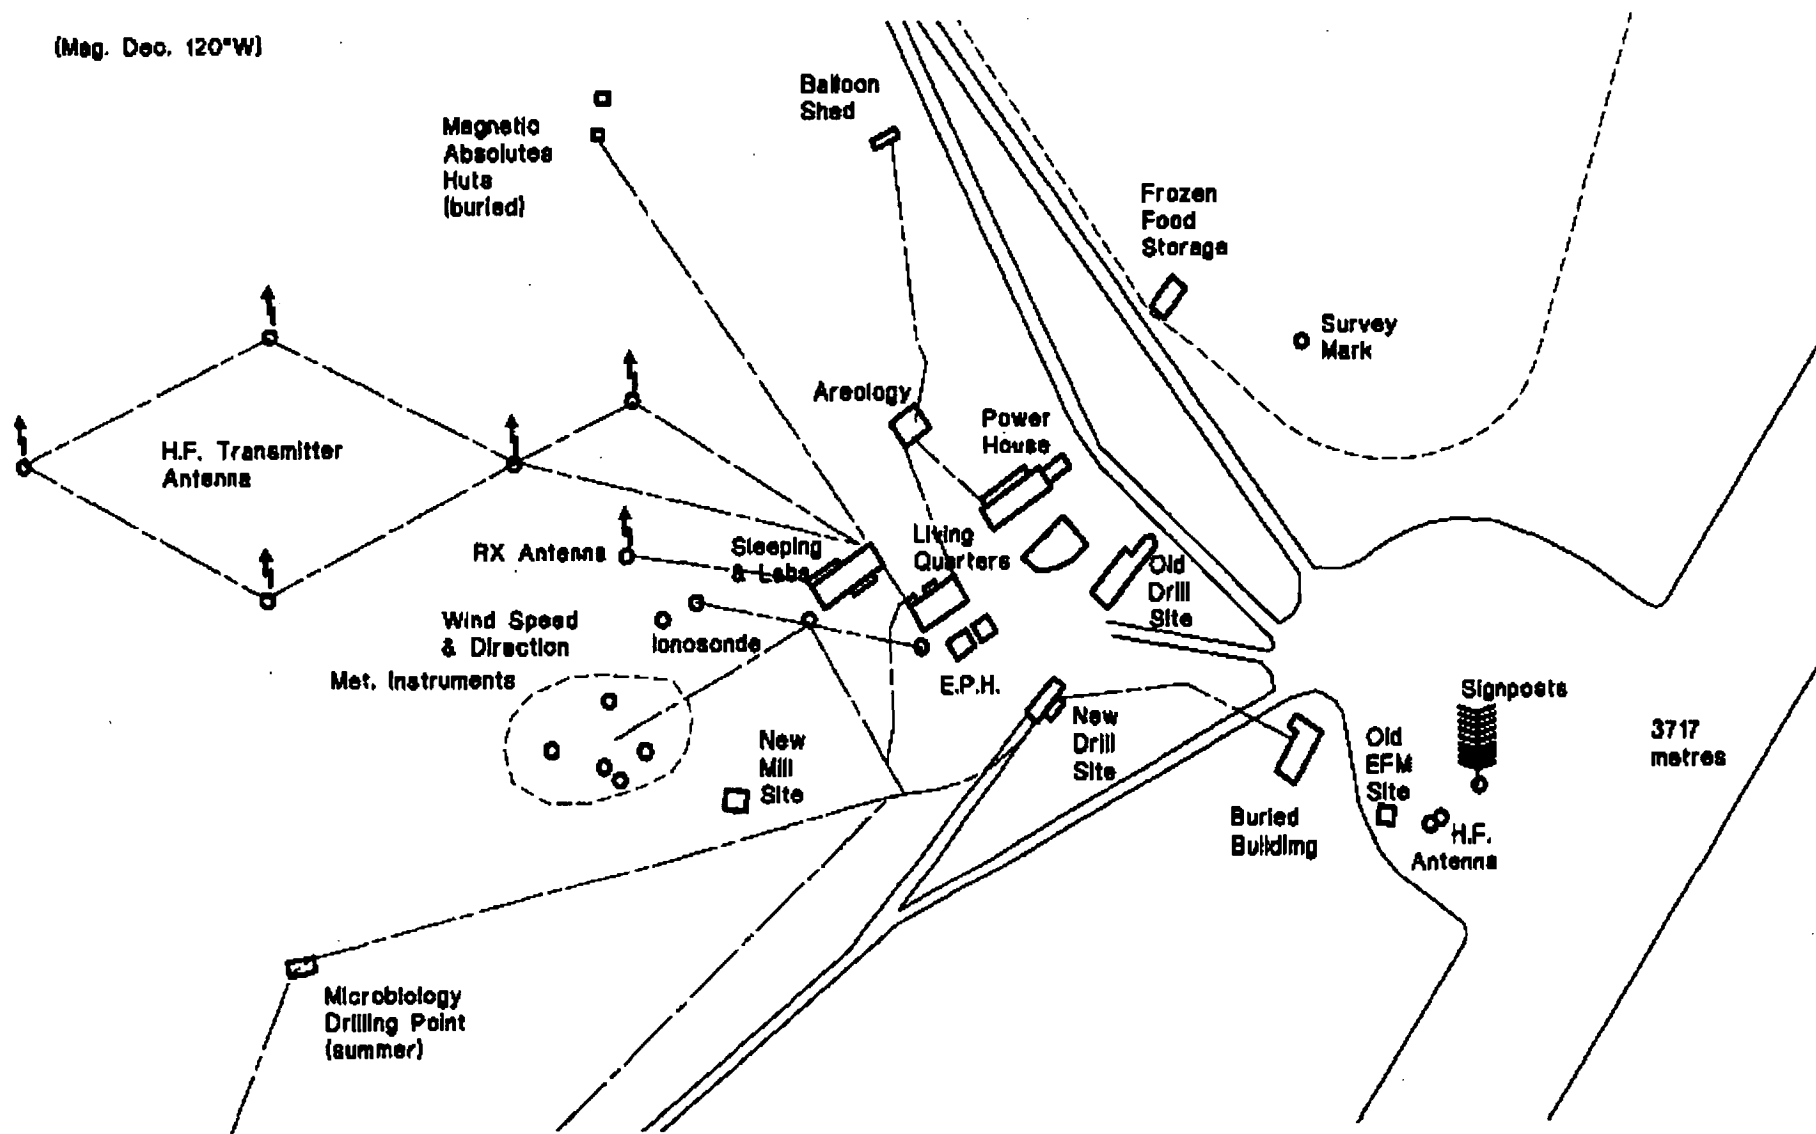 (Mag. Dec. 120°W)
Balloon
Shed
Magnetic
Absolutes
Huts
(buried)
Frozen
Food
Storage
Survey
Mark
Areology
Power
House
H.F. Transmitter
Antenna
RX Antenna
Sleeping
& Labs
Living
Quarters
Old
Drill
Site
Wind Speed
& Direction
Ionosonde
Met. Instruments
E.P.H.
Signposts
New
Mill
Site
New
Drill
Site
Old
EFM
Site
3717
metres
Buried
Building
H.F.
Antenna
Microbiology
Drilling Point
(summer)